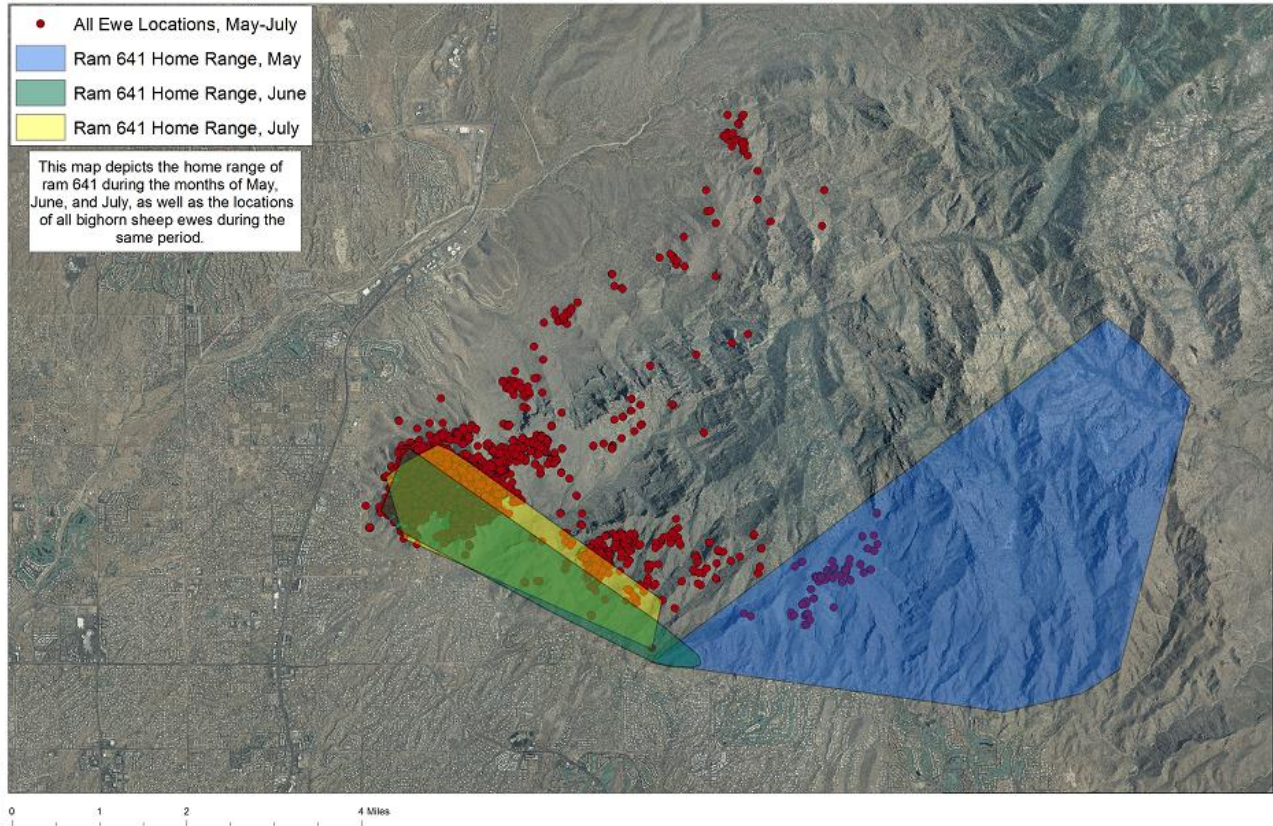 All Ewe Locations, May-July
Ram 641 Home Range, May
Ram 641 Home Range, June
Ram 641 Home Range, July
This map depicts the home range of
ram 641 during the months of May,
June, and July, as well as the locations
of all bighorn sheep ewes during the
same period.
0 1 2 4 Miles